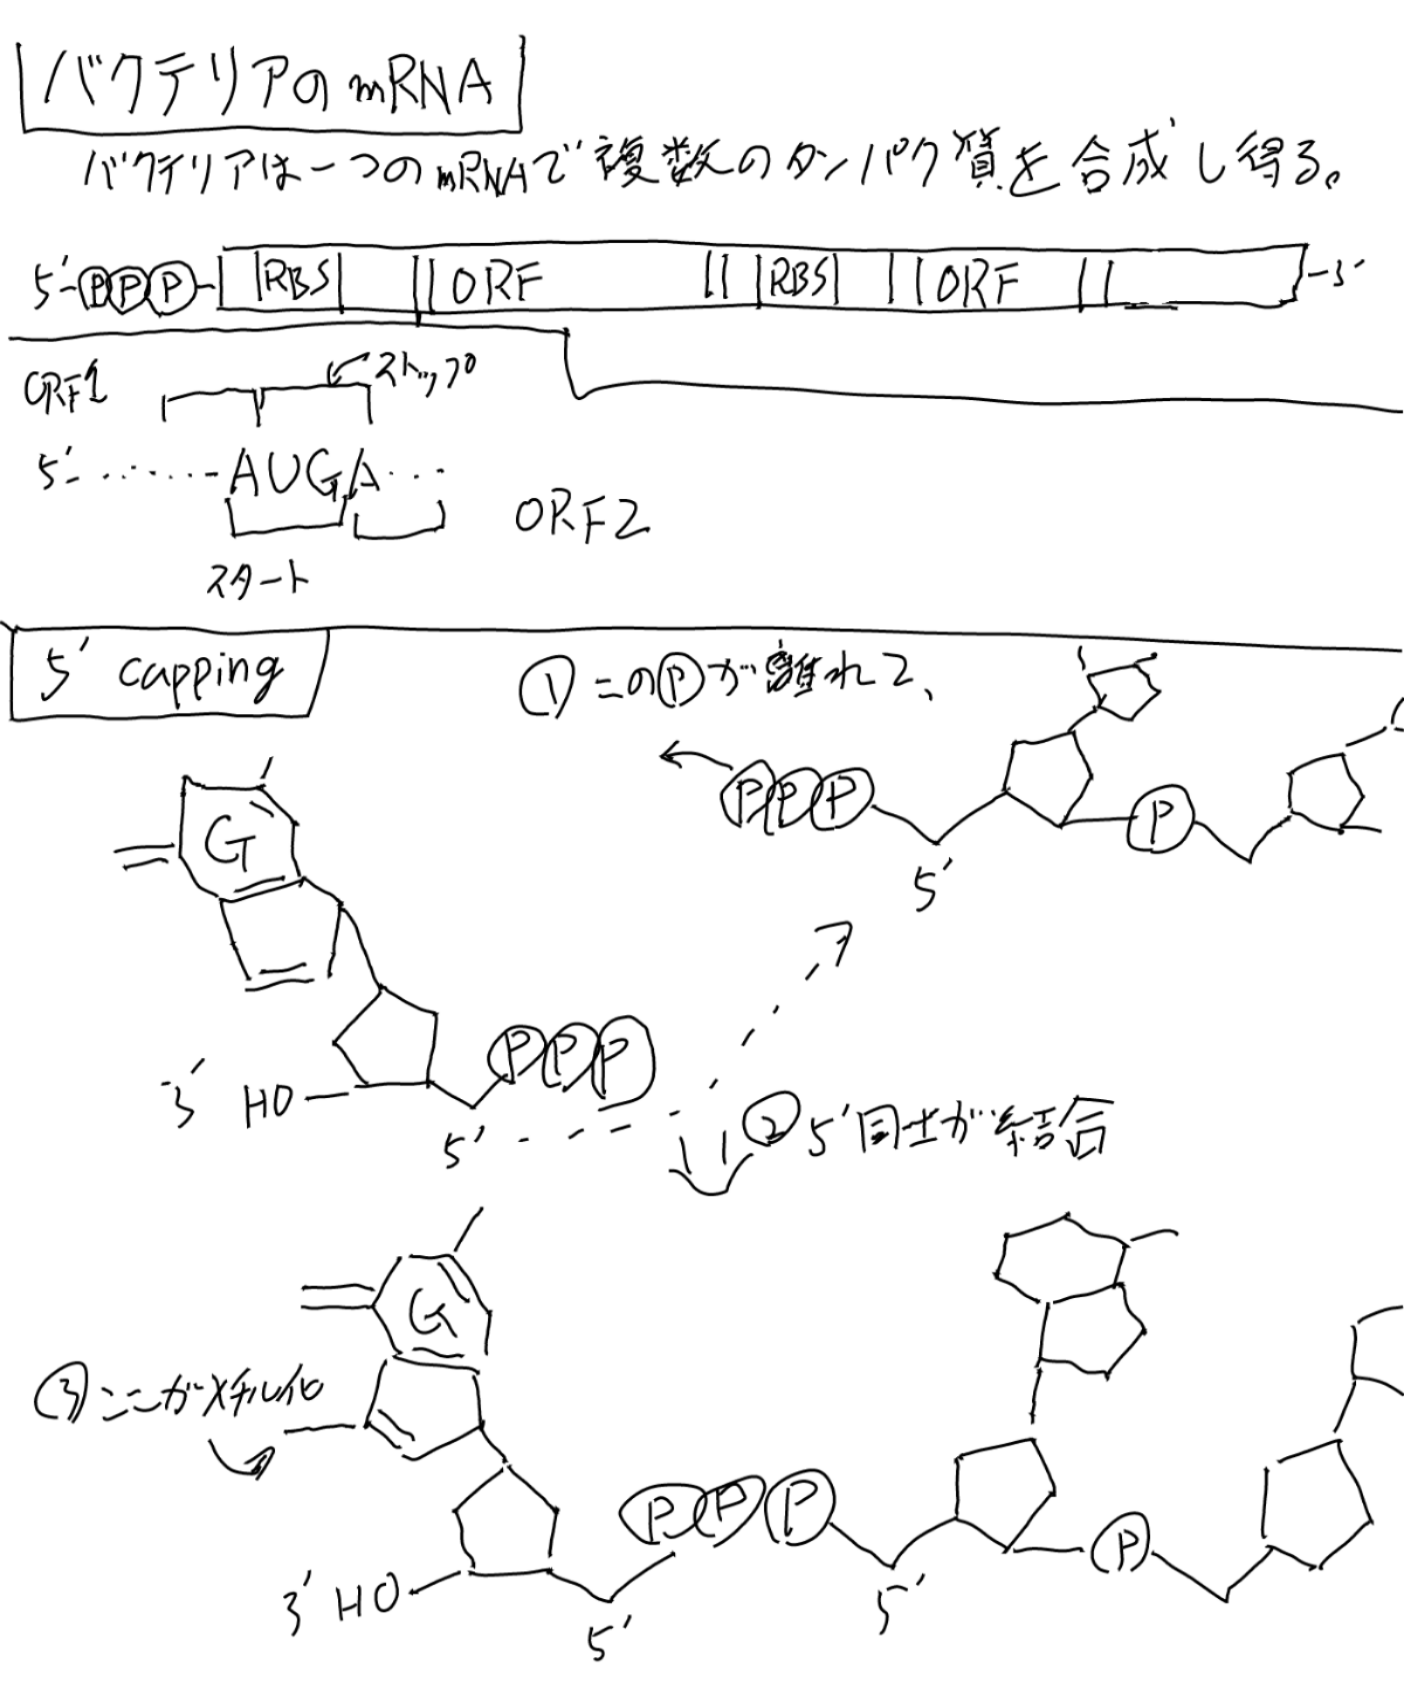 バクテリアのmRNA
バクテリアは一つのmRNAで複数のタンパク質を合成し得る。
5'-PPP- RBS ORF RBS ORF -3'
ORF1 ストップ
5'-……-AUGA…
ORF2
スタート
5' capping
①このPが離れて、
PPP P
5'
G
PPP
3' HO
5'
②5'同士が結合
G
③ここがメチル化
PPP P
3' HO
5' 5'